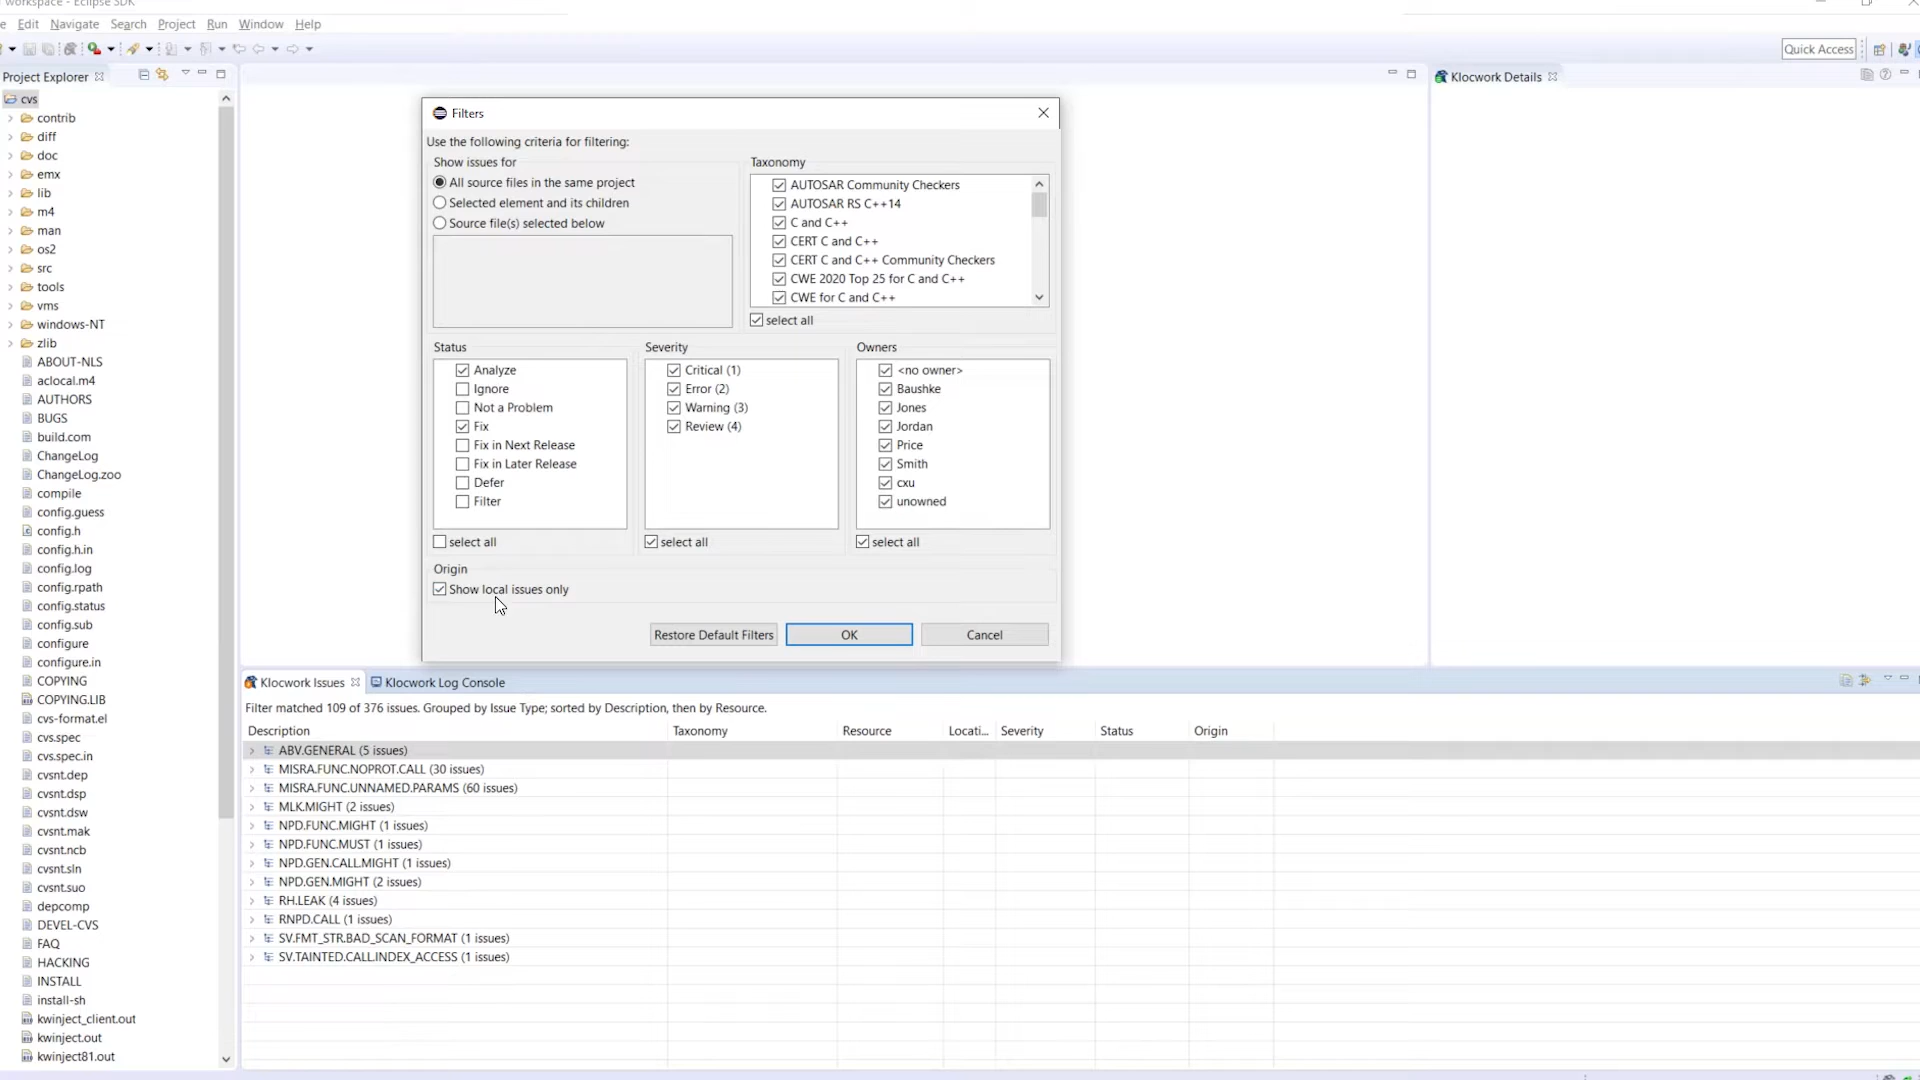 workspace - Eclipse SDK
Edit Navigate Search Project Run Window Help
Quick Access
Project Explorer
Klocwork Details
cvs
contrib
diff
doc
emx
lib
m4
man
os2
src
tools
vms
windows-NT
zlib
ABOUT-NLS
aclocal.m4
AUTHORS
BUGS
build.com
ChangeLog
ChangeLog.zoo
compile
config.guess
config.h
config.h.in
config.log
config.rpath
config.status
config.sub
configure
configure.in
COPYING
COPYING.LIB
cvs-format.el
cvs.spec
cvs.spec.in
cvsnt.dep
cvsnt.dsp
cvsnt.dsw
cvsnt.mak
cvsnt.ncb
cvsnt.sln
cvsnt.suo
depcomp
DEVEL-CVS
FAQ
HACKING
INSTALL
install-sh
kwinject_client.out
kwinject.out
kwinject81.out
Filters
Use the following criteria for filtering:
Show issues for
All source files in the same project
Selected element and its children
Source file(s) selected below
Taxonomy
AUTOSAR Community Checkers
AUTOSAR RS C++14
C and C++
CERT C and C++
CERT C and C++ Community Checkers
CWE 2020 Top 25 for C and C++
CWE for C and C++
select all
Status
Analyze
Ignore
Not a Problem
Fix
Fix in Next Release
Fix in Later Release
Defer
Filter
select all
Severity
Critical (1)
Error (2)
Warning (3)
Review (4)
select all
Owners
<no owner>
Baushke
Jones
Jordan
Price
Smith
cxu
unowned
select all
Origin
Show local issues only
Restore Default Filters OK Cancel
Klocwork Issues Klocwork Log Console
Filter matched 109 of 376 issues. Grouped by Issue Type; sorted by Description, then by Resource.
Description Taxonomy Resource Locati... Severity Status Origin
ABV.GENERAL (5 issues)
MISRA.FUNC.NOPROT.CALL (30 issues)
MISRA.FUNC.UNNAMED.PARAMS (60 issues)
MLK.MIGHT (2 issues)
NPD.FUNC.MIGHT (1 issues)
NPD.FUNC.MUST (1 issues)
NPD.GEN.CALL.MIGHT (1 issues)
NPD.GEN.MIGHT (2 issues)
RH.LEAK (4 issues)
RNPD.CALL (1 issues)
SV.FMT_STR.BAD_SCAN_FORMAT (1 issues)
SV.TAINTED.CALL.INDEX_ACCESS (1 issues)